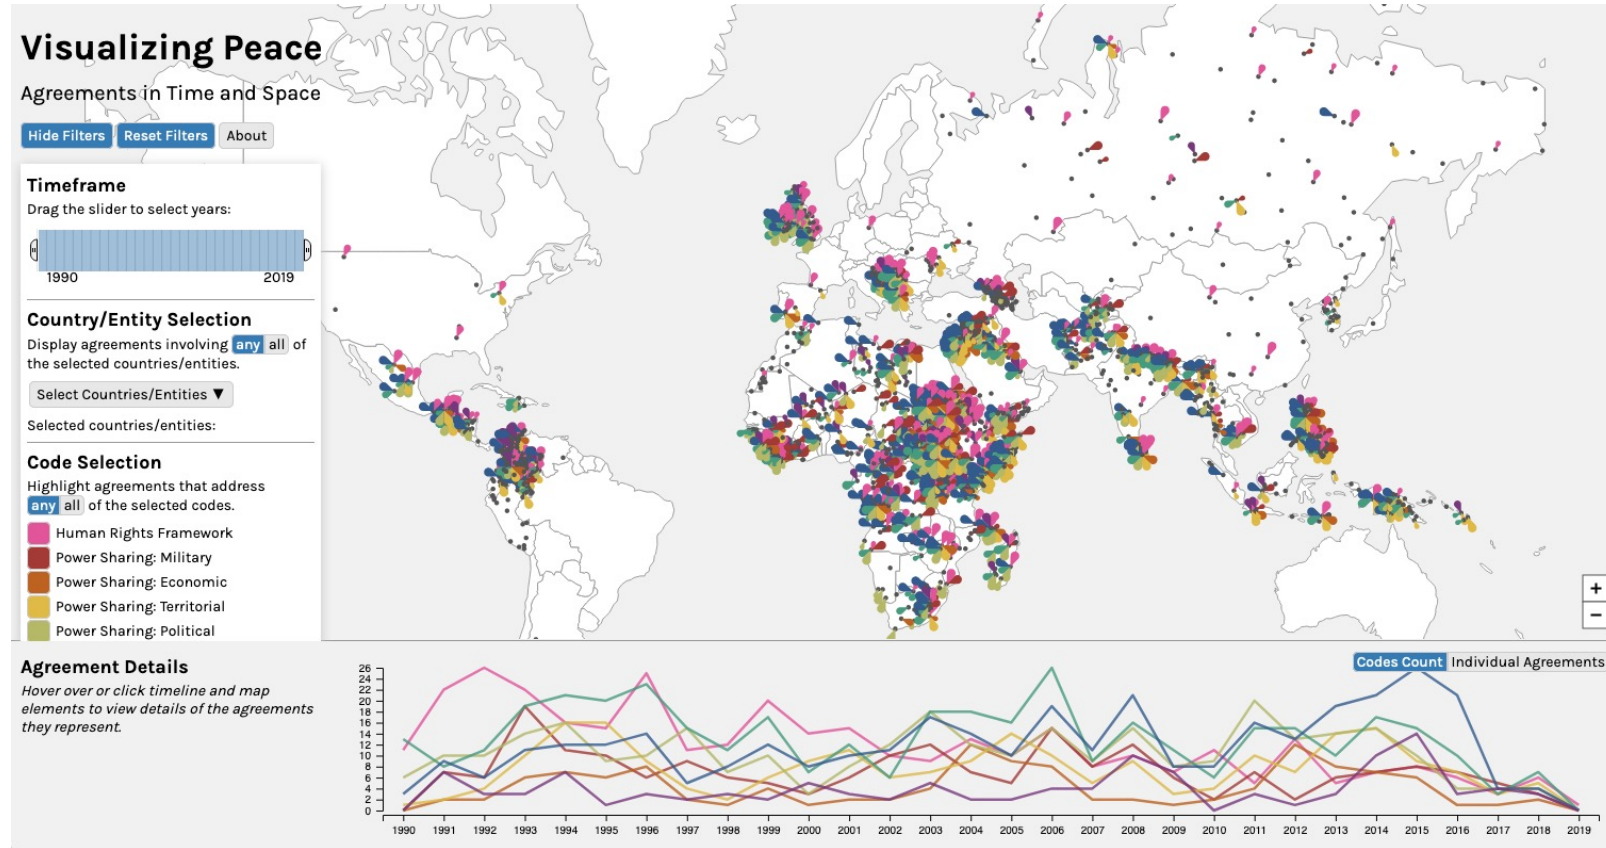 Visualizing Peace
Agreements in Time and Space
Hide Filters Reset Filters About
Timeframe
Drag the slider to select years:
1990 2019
Country/Entity Selection
Display agreements involving any all of
the selected countries/entities.
Select Countries/Entities ▼
Selected countries/entities:
Code Selection
Highlight agreements that address
any all of the selected codes.
Human Rights Framework
Power Sharing: Military
Power Sharing: Economic
Power Sharing: Territorial
Power Sharing: Political
+
−
Agreement Details
Hover over or click timeline and map
elements to view details of the agreements
they represent.
Codes Count Individual Agreements
26
24
22
20
18
16
14
12
10
8
6
4
2
0
1990 1991 1992 1993 1994 1995 1996 1997 1998 1999 2000 2001 2002 2003 2004 2005 2006 2007 2008 2009 2010 2011 2012 2013 2014 2015 2016 2017 2018 2019